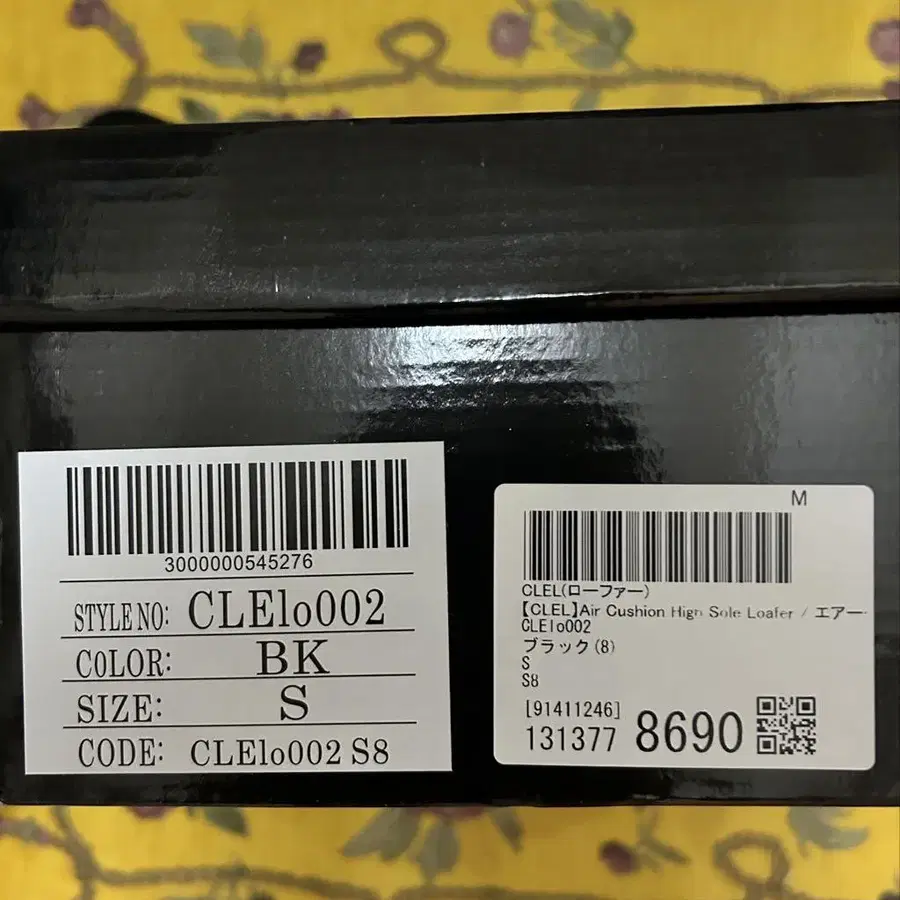 3000000545276
STYLE NO: CLElo002
COLOR: BK
SIZE: S
CODE: CLElo002 S8
M
CLEL(ローファー)
【CLEL】Air Cushion High Sole Loafer / エアー
CLElo002
ブラック(8)
S
S8
[91411246]
131377 8690